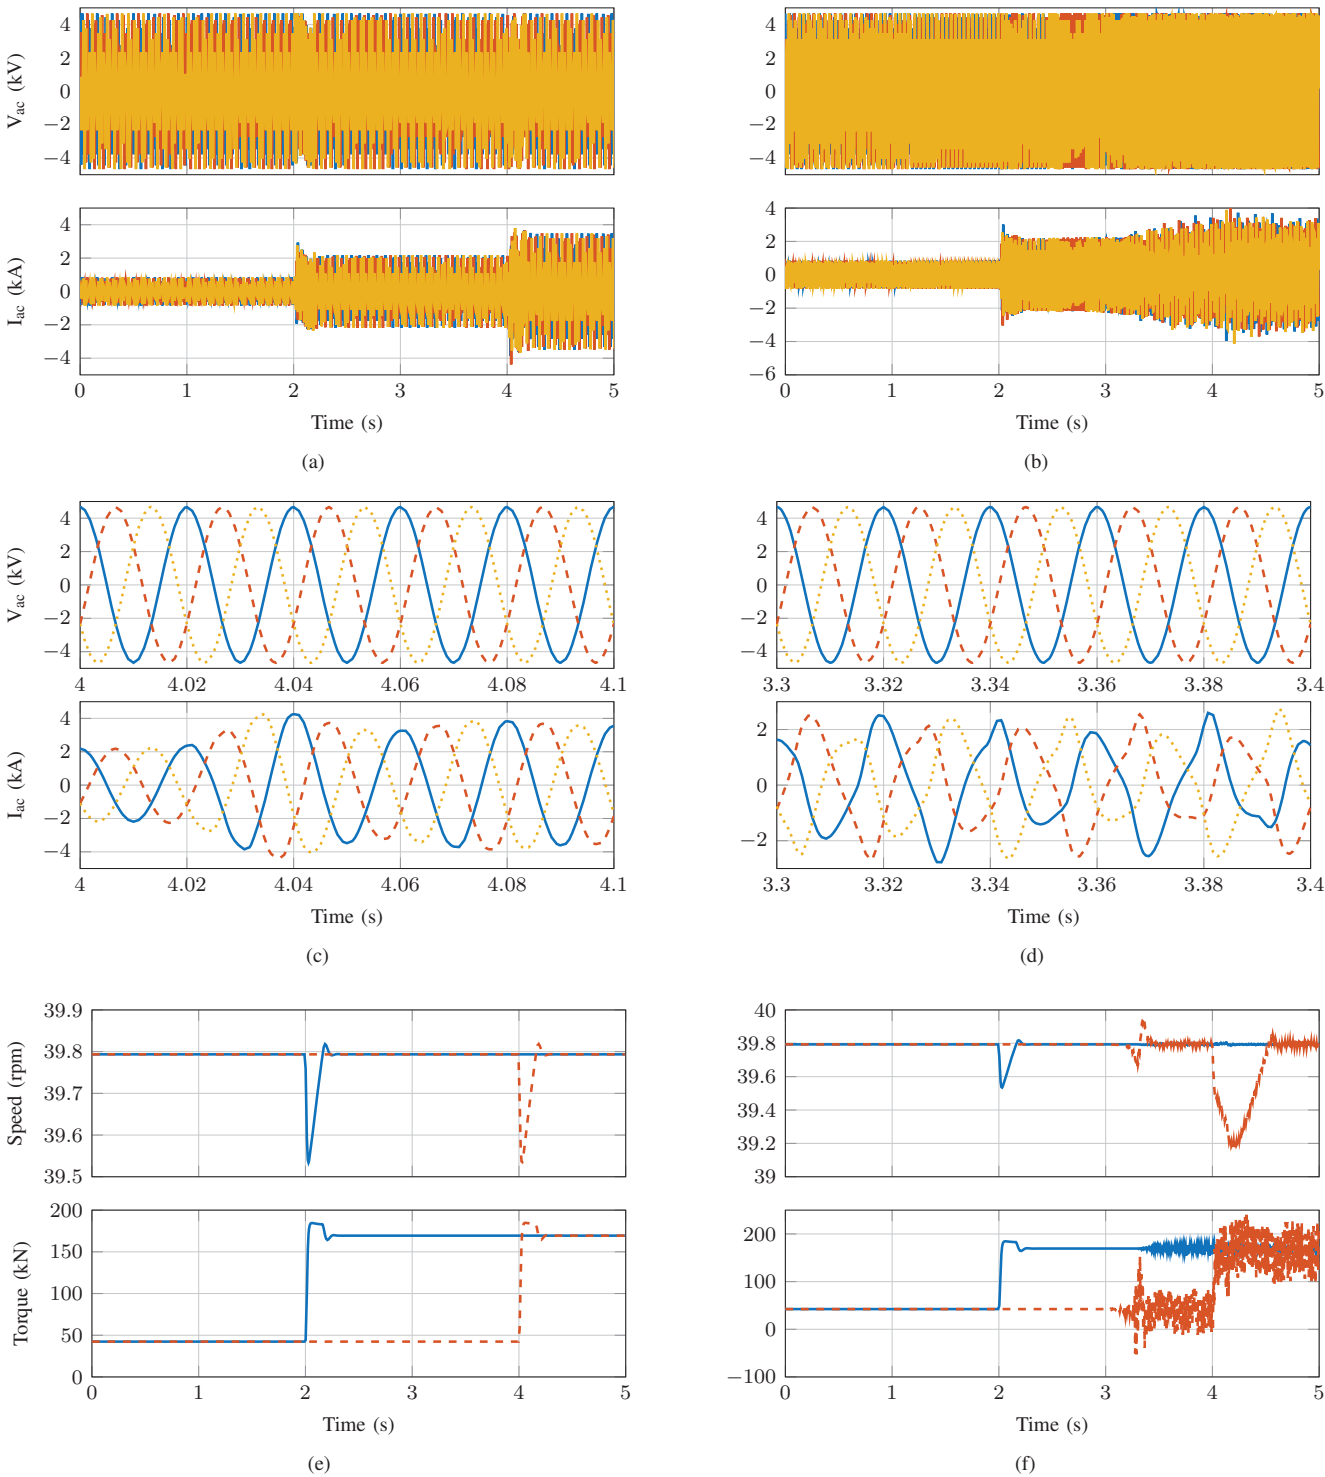 4
2
0
−2
−4
V_ac (kV)
4
2
0
−2
−4
I_ac (kA)
0 1 2 3 4 5
Time (s)
(a)
4
2
0
−2
−4
4
2
0
−2
−4
−6
0 1 2 3 4 5
Time (s)
(b)
4
2
0
−2
−4
V_ac (kV)
4 4.02 4.04 4.06 4.08 4.1
4
2
0
−2
−4
I_ac (kA)
4 4.02 4.04 4.06 4.08 4.1
Time (s)
(c)
4
2
0
−2
−4
3.3 3.32 3.34 3.36 3.38 3.4
2
0
−2
3.3 3.32 3.34 3.36 3.38 3.4
Time (s)
(d)
39.9
39.8
39.7
39.6
39.5
Speed (rpm)
200
150
100
50
0
Torque (kN)
0 1 2 3 4 5
Time (s)
(e)
40
39.8
39.6
39.4
39.2
39
200
100
0
−100
0 1 2 3 4 5
Time (s)
(f)